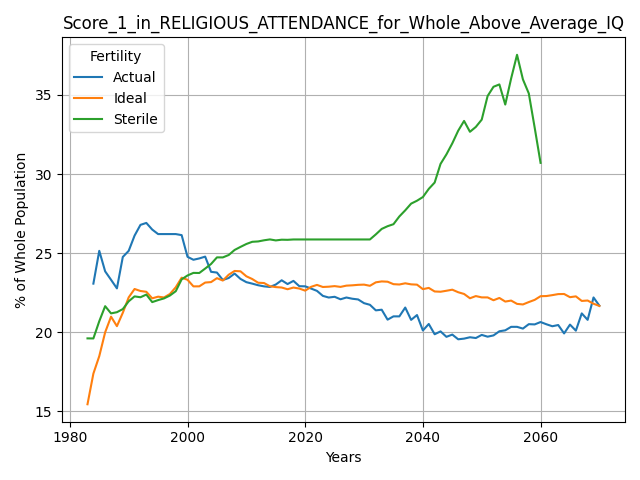 Score_1_in_RELIGIOUS_ATTENDANCE_for_Whole_Above_Average_IQ
Fertility
Actual
Ideal
Sterile
% of Whole Population
35
30
25
20
15
1980
2000
2020
2040
2060
Years